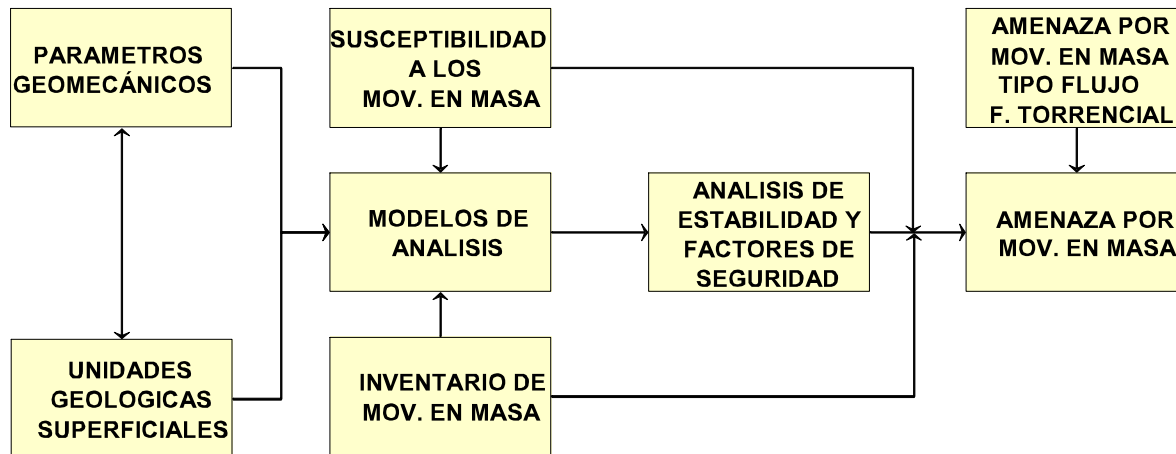 PARAMETROS
GEOMECÁNICOS
SUSCEPTIBILIDAD
A LOS
MOV. EN MASA
AMENAZA POR
MOV. EN MASA
TIPO FLUJO
F. TORRENCIAL
MODELOS DE
ANALISIS
ANALISIS DE
ESTABILIDAD Y
FACTORES DE
SEGURIDAD
AMENAZA POR
MOV. EN MASA
UNIDADES
GEOLOGICAS
SUPERFICIALES
INVENTARIO DE
MOV. EN MASA